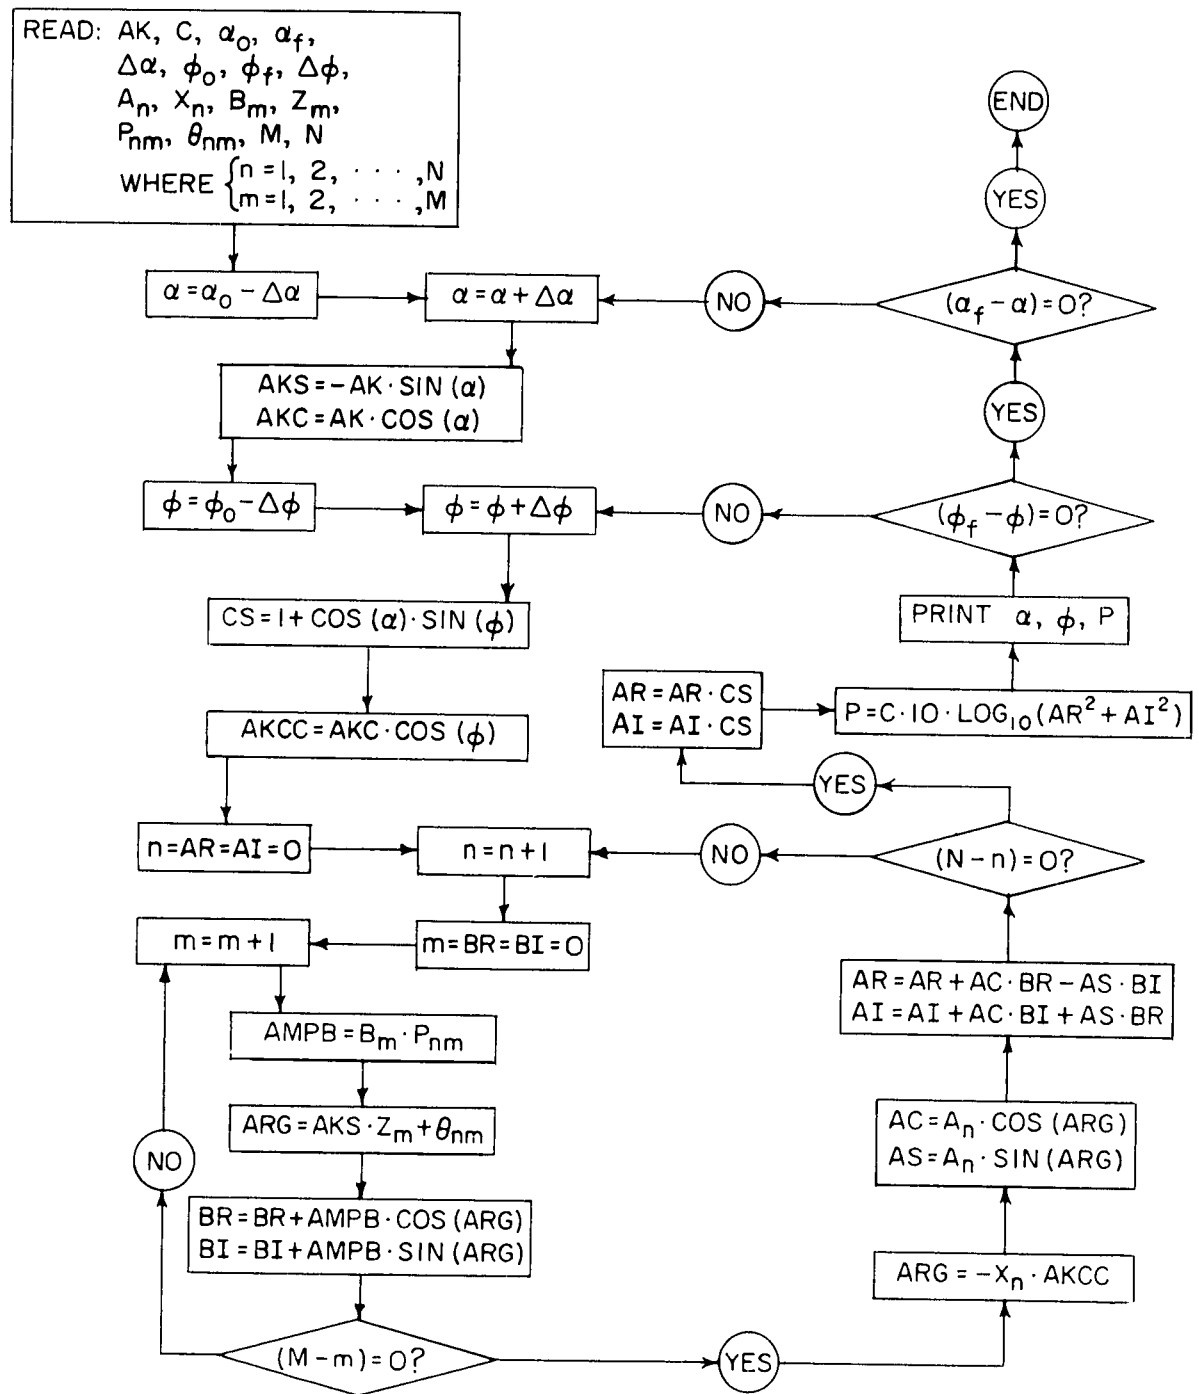 READ: AK, C, α₀, α_f,
Δα, φ₀, φ_f, Δφ,
Aₙ, Xₙ, Bₘ, Zₘ,
Pₙₘ, θₙₘ, M, N
WHERE { n = 1, 2, · · · , N
m = 1, 2, · · · , M
α = α₀ − Δα
α = α + Δα
AKS = − AK · SIN (α)
AKC = AK · COS (α)
φ = φ₀ − Δφ
φ = φ + Δφ
CS = 1 + COS (α) · SIN (φ)
AKCC = AKC · COS (φ)
n = AR = AI = 0
n = n + 1
m = BR = BI = 0
m = m + 1
AMPB = Bₘ · Pₙₘ
ARG = AKS · Zₘ + θₙₘ
BR = BR + AMPB · COS (ARG)
BI = BI + AMPB · SIN (ARG)
(M − m) = 0?
NO
YES
ARG = − Xₙ · AKCC
AC = Aₙ · COS (ARG)
AS = Aₙ · SIN (ARG)
AR = AR + AC · BR − AS · BI
AI = AI + AC · BI + AS · BR
(N − n) = 0?
NO
YES
AR = AR · CS
AI = AI · CS
P = C · 10 · LOG₁₀ (AR² + AI²)
PRINT α, φ, P
(φ_f − φ) = 0?
NO
YES
(α_f − α) = 0?
NO
YES
END